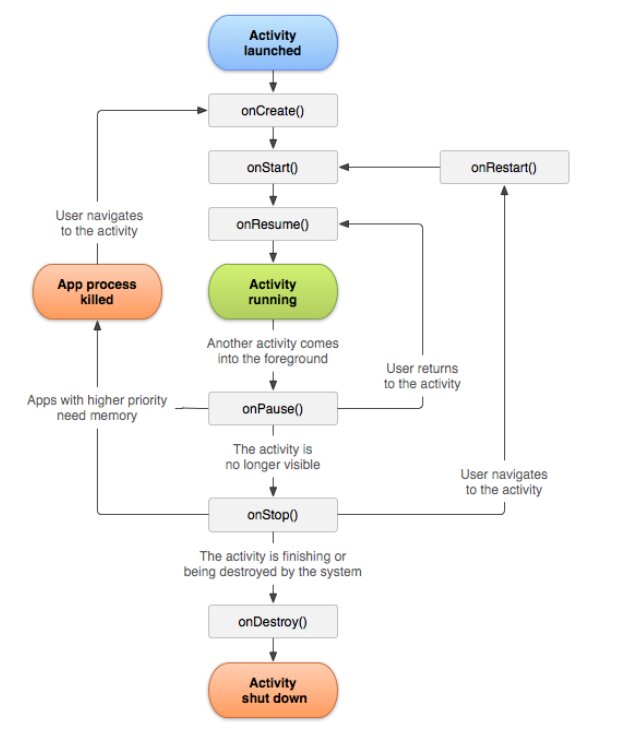 Activity
launched
onCreate()
onStart()
onRestart()
onResume()
User navigates
to the activity
App process
killed
Activity
running
Another activity comes
into the foreground
User returns
to the activity
Apps with higher priority
need memory
onPause()
The activity is
no longer visible
User navigates
to the activity
onStop()
The activity is finishing or
being destroyed by the system
onDestroy()
Activity
shut down